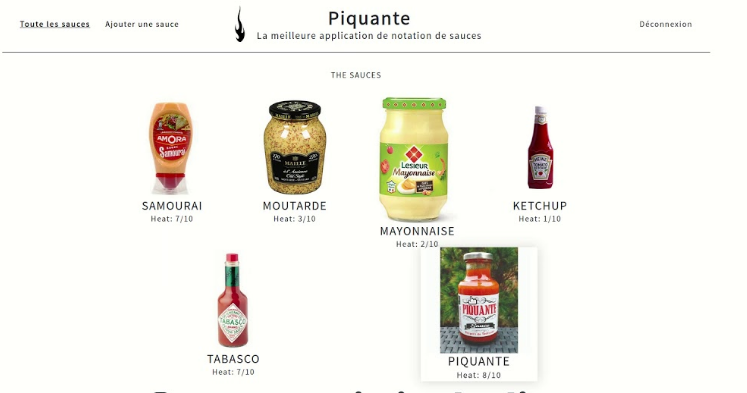 Toute les sauces
Ajouter une sauce
Piquante
La meilleure application de notation de sauces
Déconnexion
THE SAUCES
AMORA
Samouraï
MAILLE
Lesieur
Mayonnaise
HEINZ
SAMOURAI
Heat: 7/10
MOUTARDE
Heat: 3/10
MAYONNAISE
Heat: 2/10
KETCHUP
Heat: 1/10
TABASCO
PIQUANTE
TABASCO
Heat: 7/10
PIQUANTE
Heat: 8/10